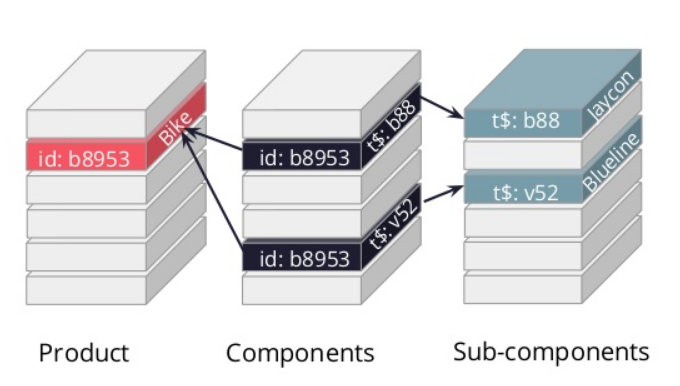 Bike
id: b8953
t$: b88
id: b8953
t$: v52
id: b8953
Jaycon
t$: b88
Blueline
t$: v52
Product
Components
Sub-components